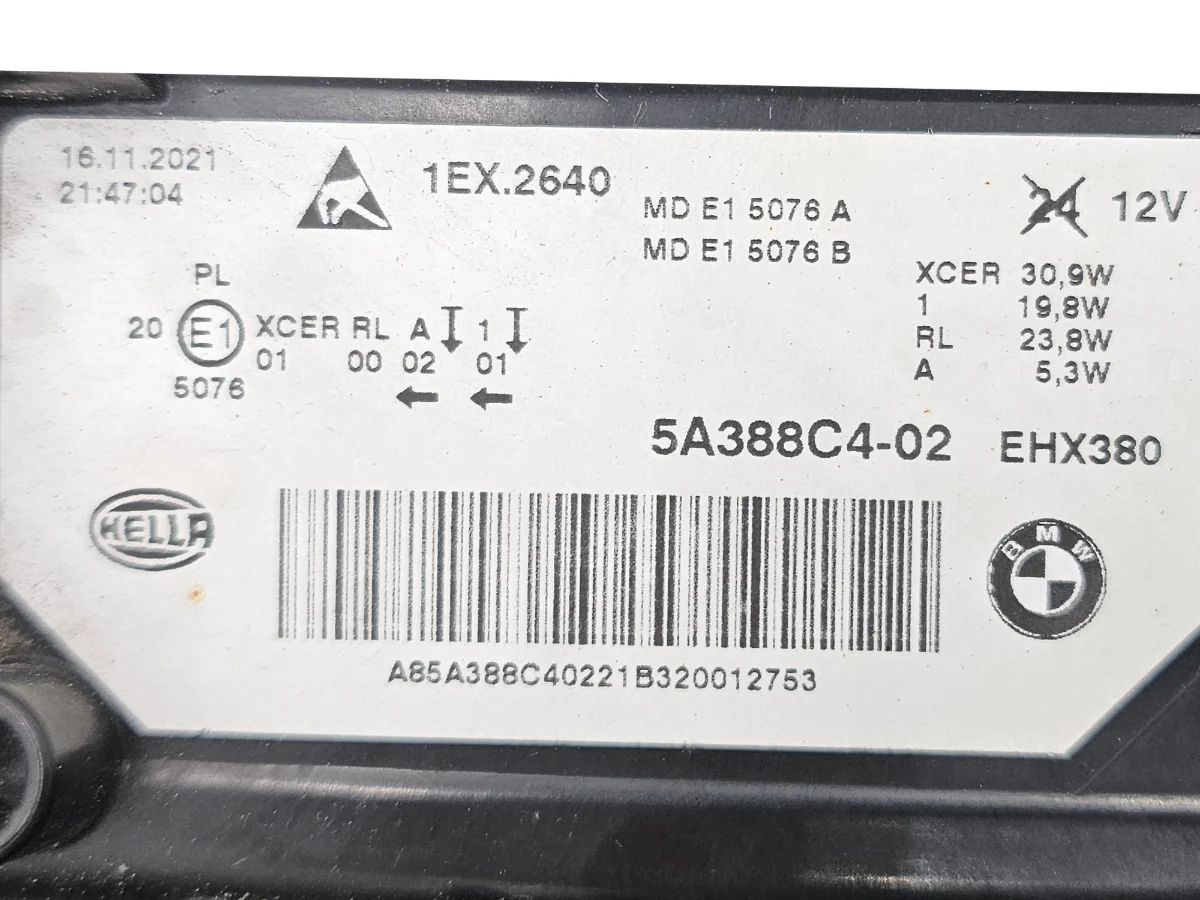 16.11.2021
21:47:04
1EX.2640
MD E1 5076 A
MD E1 5076 B
24 12V
PL
20 E1 XCER RL A 1
01 00 02 01
5076
XCER 30,9W
1 19,8W
RL 23,8W
A 5,3W
5A388C4-02 EHX380
HELLA
BMW
A85A388C40221B320012753